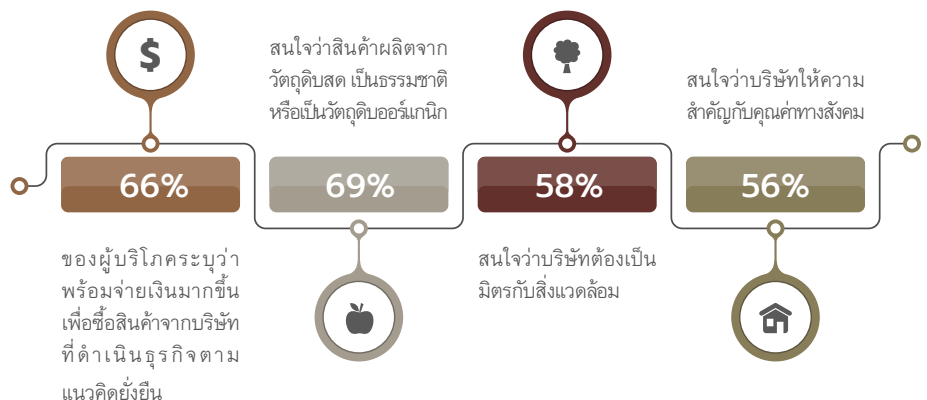 $
66%
ของผู้บริโภคระบุว่า
พร้อมจ่ายเงินมากขึ้น
เพื่อซื้อสินค้าจากบริษัท
ที่ดำเนินธุรกิจตาม
แนวคิดยั่งยืน
สนใจว่าสินค้าผลิตจาก
วัตถุดิบสด เป็นธรรมชาติ
หรือเป็นวัตถุดิบออร์แกนิก
69%
58%
สนใจว่าบริษัทต้องเป็น
มิตรกับสิ่งแวดล้อม
สนใจว่าบริษัทให้ความ
สำคัญกับคุณค่าทางสังคม
56%